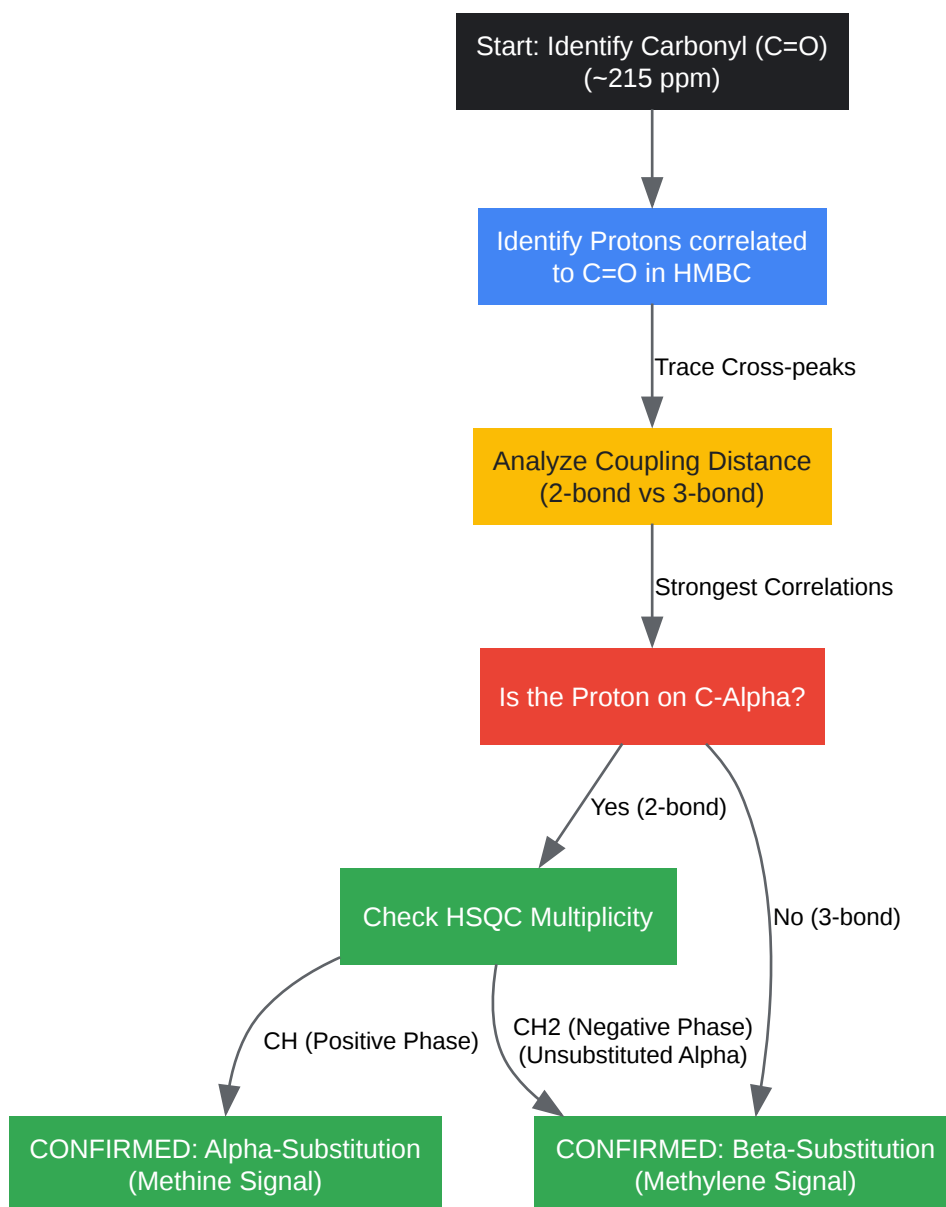 Start: Identify Carbonyl (C=O)
(~215 ppm)
Identify Protons correlated
to C=O in HMBC
Trace Cross-peaks
Analyze Coupling Distance
(2-bond vs 3-bond)
Strongest Correlations
Is the Proton on C-Alpha?
Yes (2-bond)
Check HSQC Multiplicity
No (3-bond)
CH (Positive Phase)
CH2 (Negative Phase)
(Unsubstituted Alpha)
CONFIRMED: Alpha-Substitution
(Methine Signal)
CONFIRMED: Beta-Substitution
(Methylene Signal)